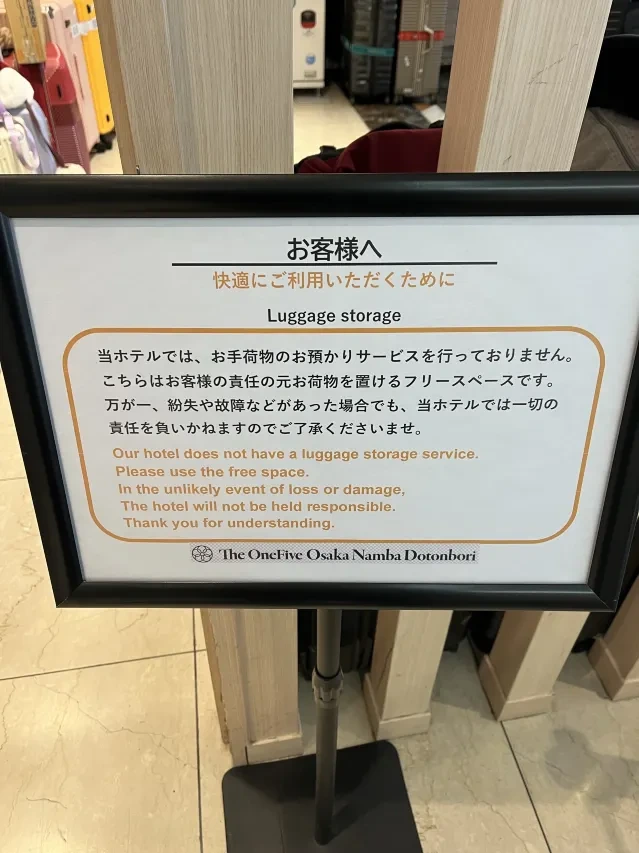 お客様へ
快適にご利用いただくために
Luggage storage
当ホテルでは、お手荷物のお預かりサービスを行っておりません。
こちらはお客様の責任の元お荷物を置けるフリースペースです。
万が一、紛失や故障などがあった場合でも、当ホテルでは一切の
責任を負いかねますのでご了承くださいませ。
Our hotel does not have a luggage storage service.
Please use the free space.
In the unlikely event of loss or damage,
The hotel will not be held responsible.
Thank you for understanding.
The OneFive Osaka Namba Dotonbori